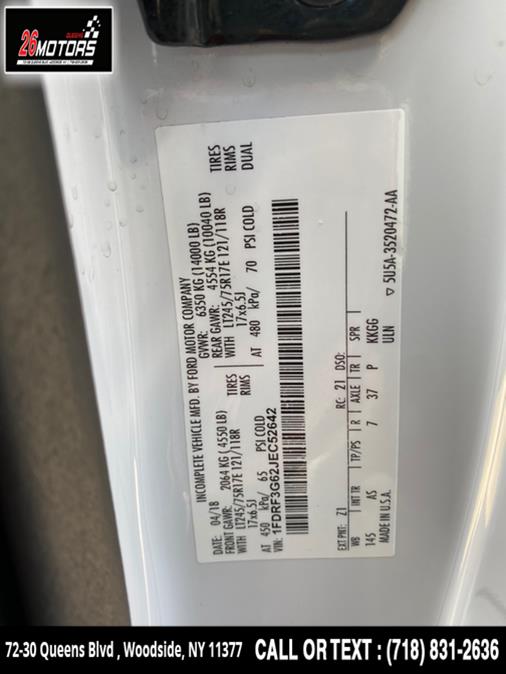 QUEENS
26MOTORS
INCOMPLETE VEHICLE MFD. BY FORD MOTOR COMPANY
DATE: 04/18 GVWR: 6350 KG (14000 LB)
FRONT GAWR: 2064 KG ( 4550 LB) REAR GAWR: 4554 KG (10040 LB)
WITH LT245/75R17E 121/118R TIRES WITH LT245/75R17E 121/118R TIRES
17x6.5J RIMS 17x6.5J RIMS
AT 450 kPa/ 65 PSI COLD AT 480 kPa/ 70 PSI COLD DUAL
VIN: 1FDRF3G62JEC52642
EXT PNT: Z1 RC: 21 DSO:
WB INT TR TP/PS R AXLE TR SPR
145 AS 7 37 P KKGG
MADE IN U.S.A. ULN
▽ 5U5A-3520472-AA
72-30 Queens Blvd , Woodside, NY 11377 CALL OR TEXT : (718) 831-2636